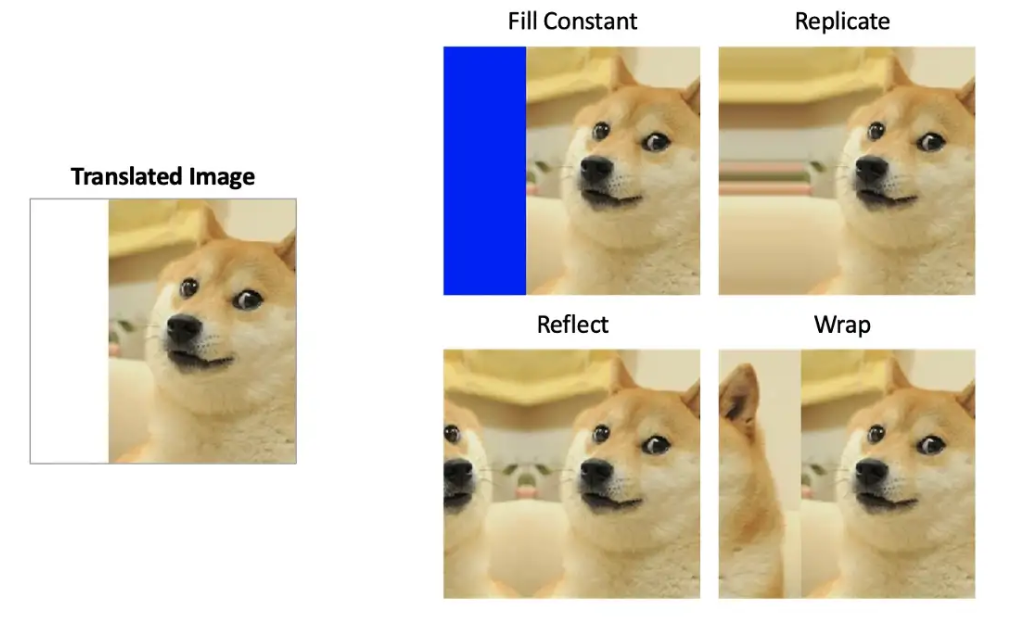 Fill Constant
Replicate
Translated Image
Reflect
Wrap